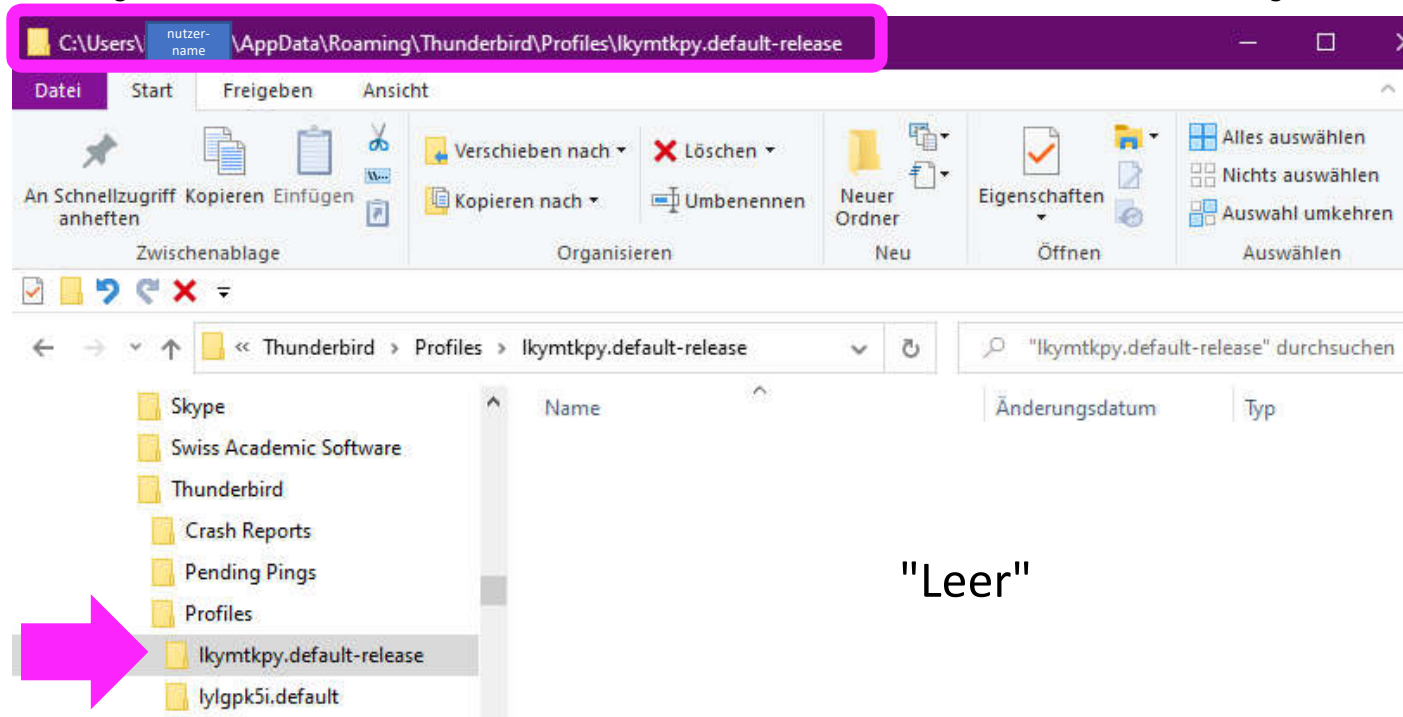 C:\Users\ nutzer-name \AppData\Roaming\Thunderbird\Profiles\lkymtkpy.default-release
Datei Start Freigeben Ansicht
An Schnellzugriff anheften
Kopieren
Einfügen
Verschieben nach
Kopieren nach
Löschen
Umbenennen
Neuer Ordner
Eigenschaften
Alles auswählen
Nichts auswählen
Auswahl umkehren
Zwischenablage Organisieren Neu Öffnen Auswählen
« Thunderbird › Profiles › lkymtkpy.default-release
"lkymtkpy.default-release" durchsuchen
Name Änderungsdatum Typ
Skype
Swiss Academic Software
Thunderbird
Crash Reports
Pending Pings
Profiles
lkymtkpy.default-release
lylgpk5i.default
"Leer"